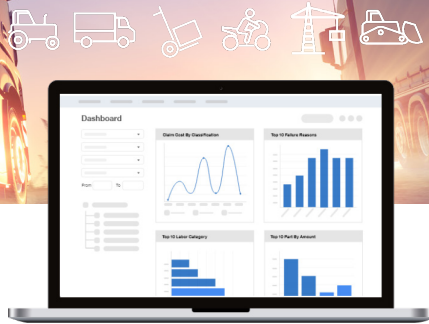 Dashboard
Claim Cost By Classification
Top 10 Failure Reasons
From
To
Top 10 Labor Category
Top 10 Part By Amount